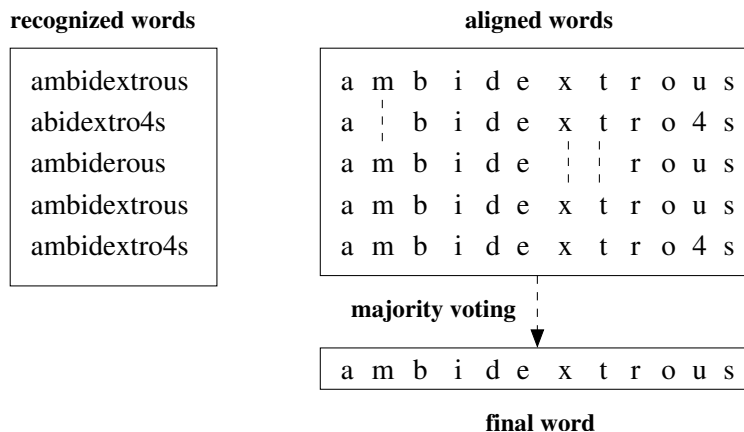 recognized words
ambidextrous
abidextro4s
ambiderous
ambidextrous
ambidextro4s
aligned words
a m b i d e x t r o u s
a b i d e x t r o 4 s
a m b i d e r o u s
a m b i d e x t r o u s
a m b i d e x t r o 4 s
majority voting
a m b i d e x t r o u s
final word